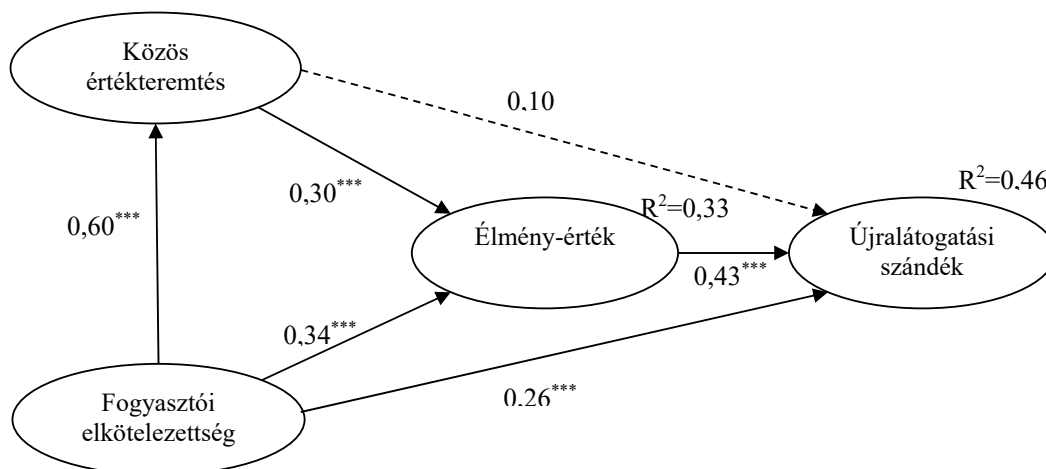 Közös
értékteremtés
0,10
R²=0,46
0,30***
R²=0,33
0,60***
Élmény-érték
Újralátogatási
szándék
0,43***
0,34***
0,26***
Fogyasztói
elkötelezettség